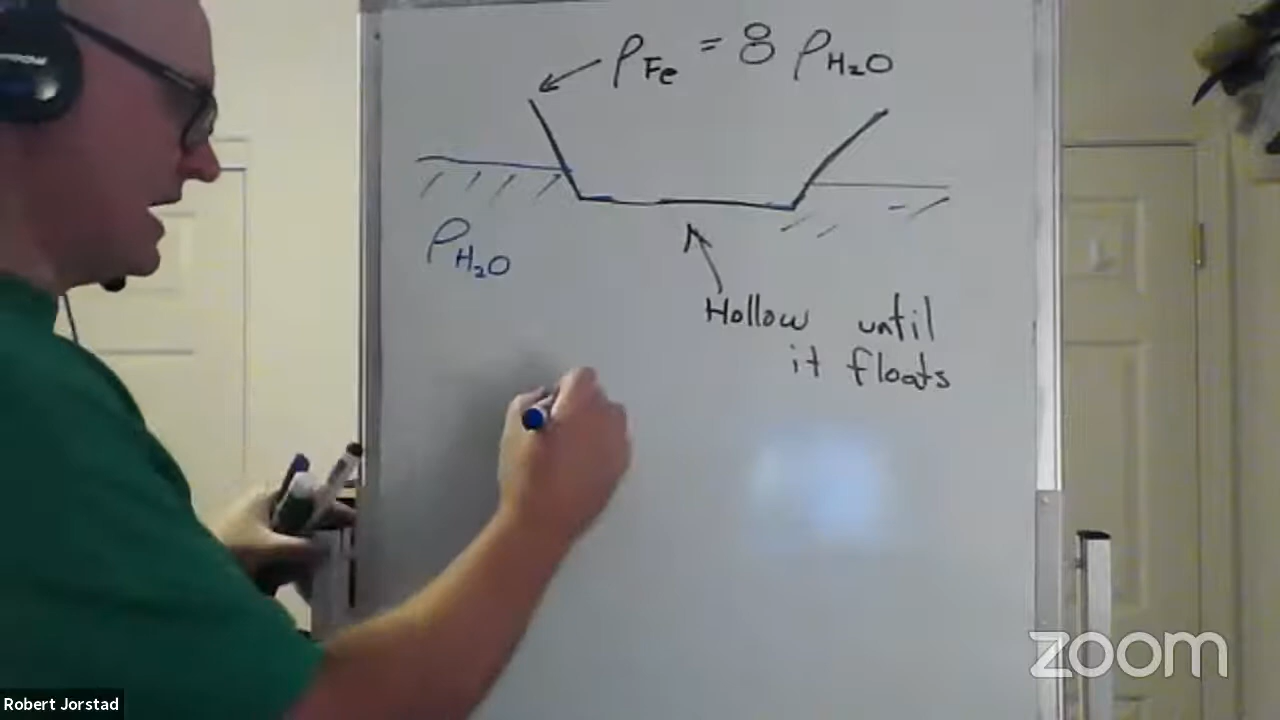 ρFe = 8 ρH₂O
ρH₂O
Hollow until
it floats
zoom
Robert Jorstad